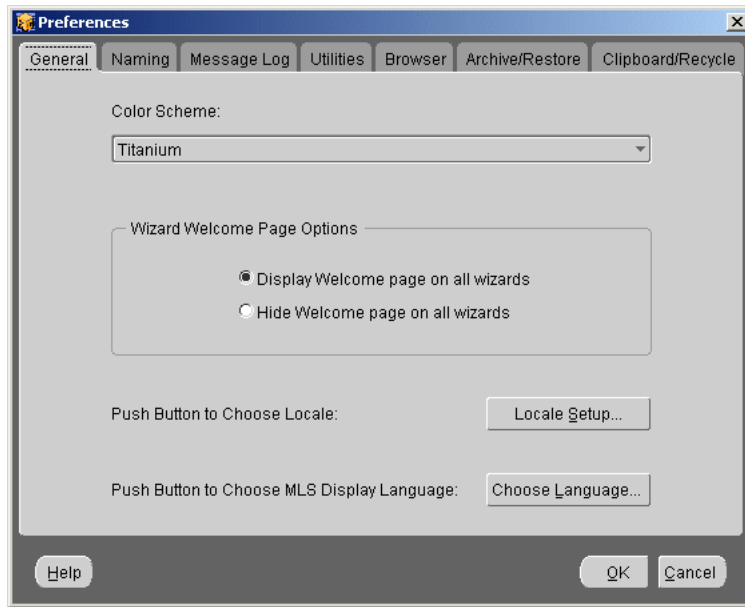 Preferences
General Naming Message Log Utilities Browser Archive/Restore Clipboard/Recycle
Color Scheme:
Titanium
Wizard Welcome Page Options
Display Welcome page on all wizards
Hide Welcome page on all wizards
Push Button to Choose Locale: Locale Setup...
Push Button to Choose MLS Display Language: Choose Language...
Help OK Cancel